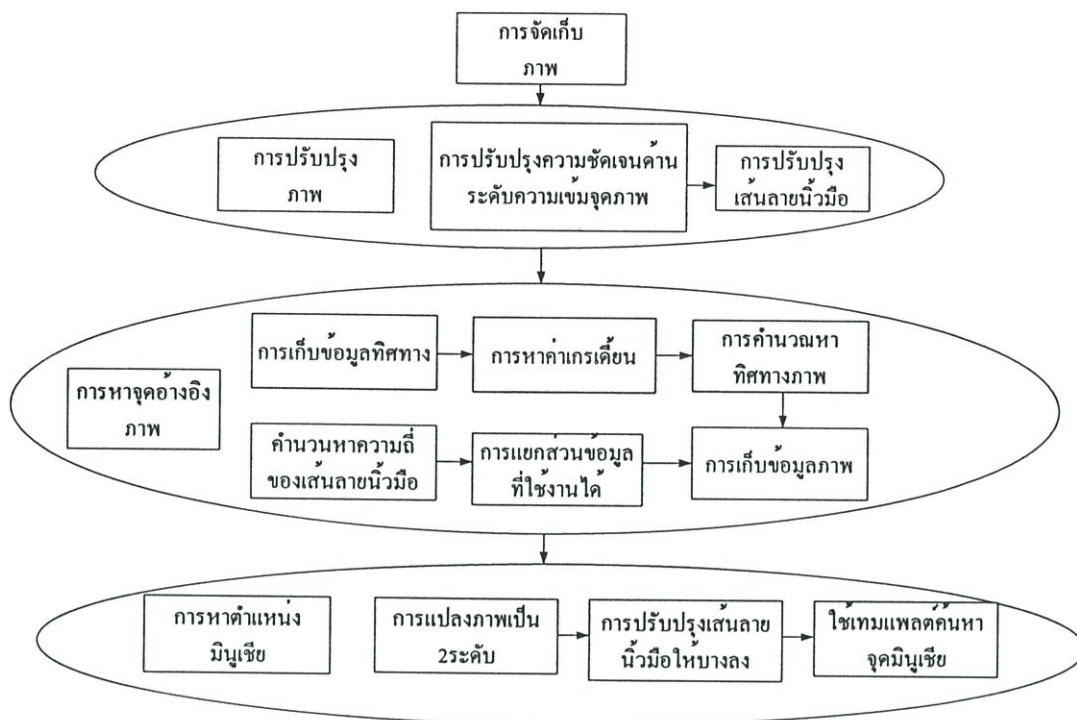 การจัดเก็บ
ภาพ
การปรับปรุง
ภาพ
การปรับปรุงความชัดเจนด้าน
ระดับความเข้มจุดภาพ
การปรับปรุง
เส้นลายนิ้วมือ
การหาจุดอ้างอิง
ภาพ
การเก็บข้อมูลทิศทาง
การหาค่าเกรเดี้ยน
การคำนวณหา
ทิศทางภาพ
คำนวนหาความถี่
ของเส้นลายนิ้วมือ
การแยกส่วนข้อมูล
ที่ใช้งานได้
การเก็บข้อมูลภาพ
การหาตำแหน่ง
มินูเชีย
การแปลงภาพเป็น
2ระดับ
การปรับปรุงเส้นลาย
นิ้วมือให้บางลง
ใช้เทมแพลต์ค้นหา
จุดมินูเชีย